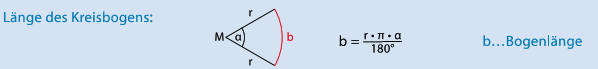 Länge des Kreisbogens:
r
M α b
r
b = r • π • α / 180°
b…Bogenlänge